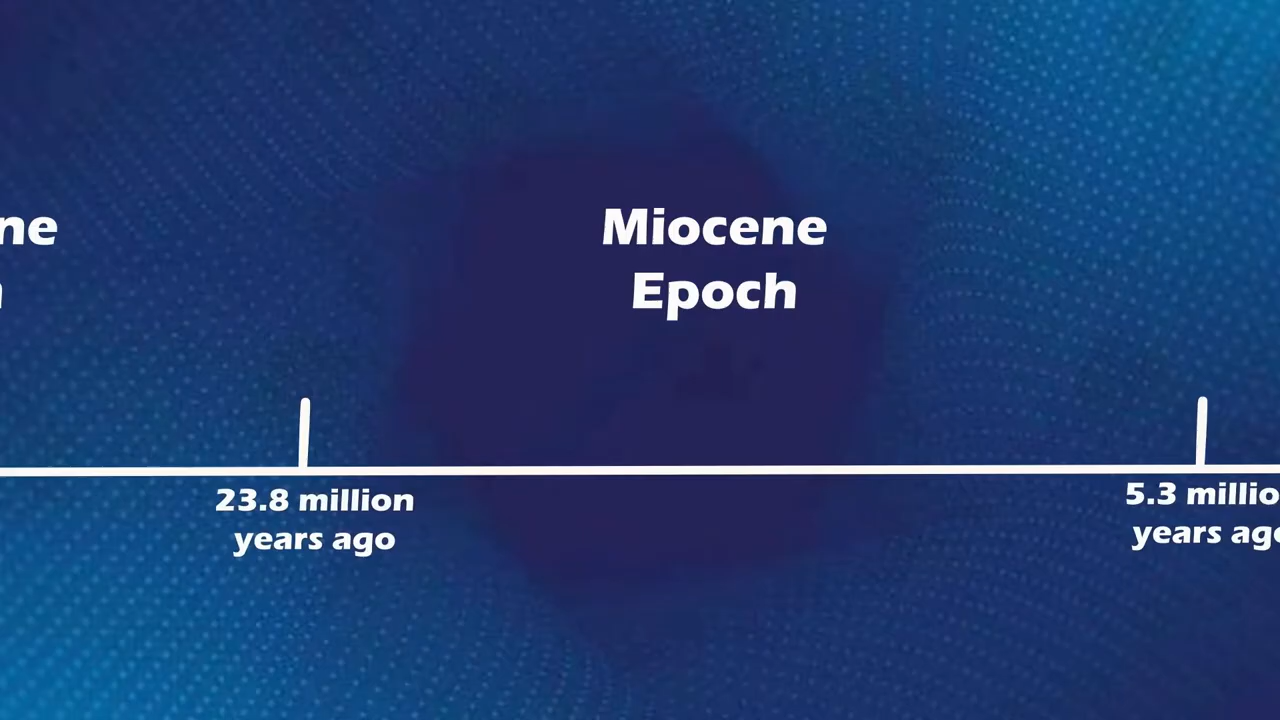 ne
Miocene
Epoch
23.8 million
years ago
5.3 millio
years ag